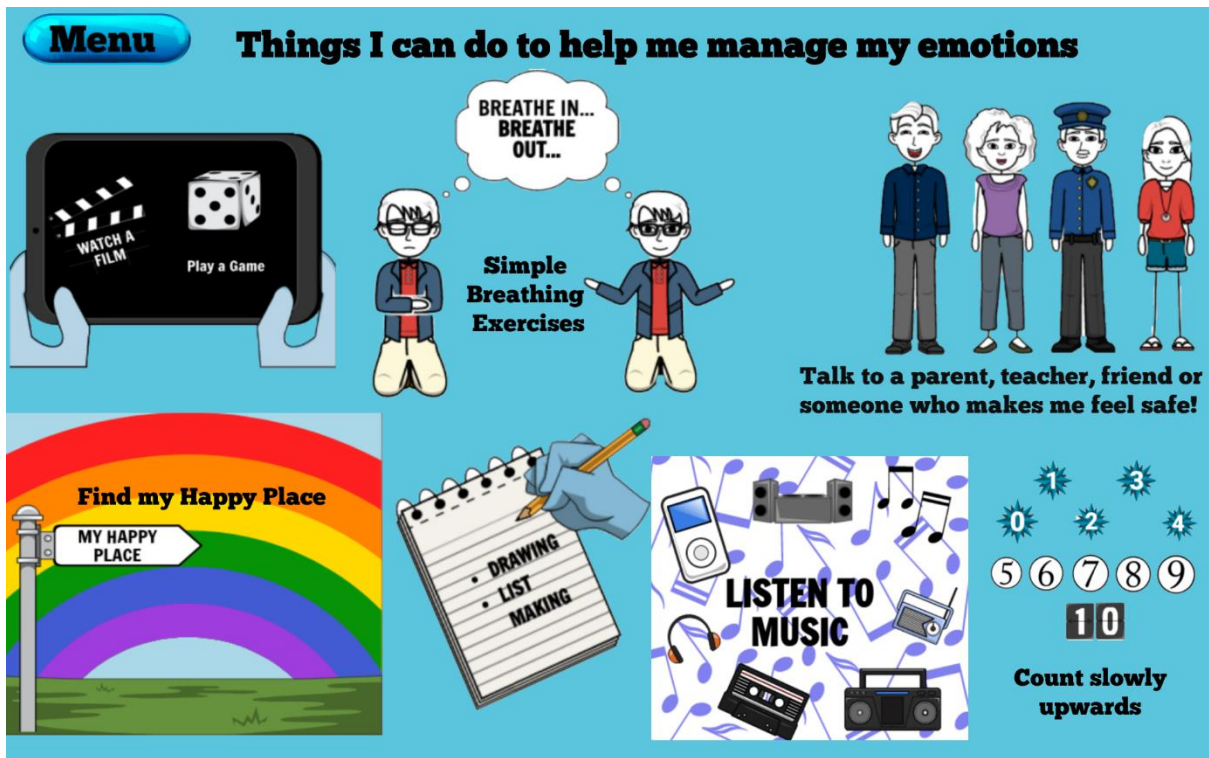 Menu
Things I can do to help me manage my emotions
BREATHE IN...
BREATHE
OUT...
WATCH A
FILM
Play a Game
Simple
Breathing
Exercises
Talk to a parent, teacher, friend or
someone who makes me feel safe!
Find my Happy Place
MY HAPPY
PLACE
• DRAWING
• LIST
MAKING
LISTEN TO
MUSIC
1 3
0 2 4
5 6 7 8 9
10
Count slowly
upwards